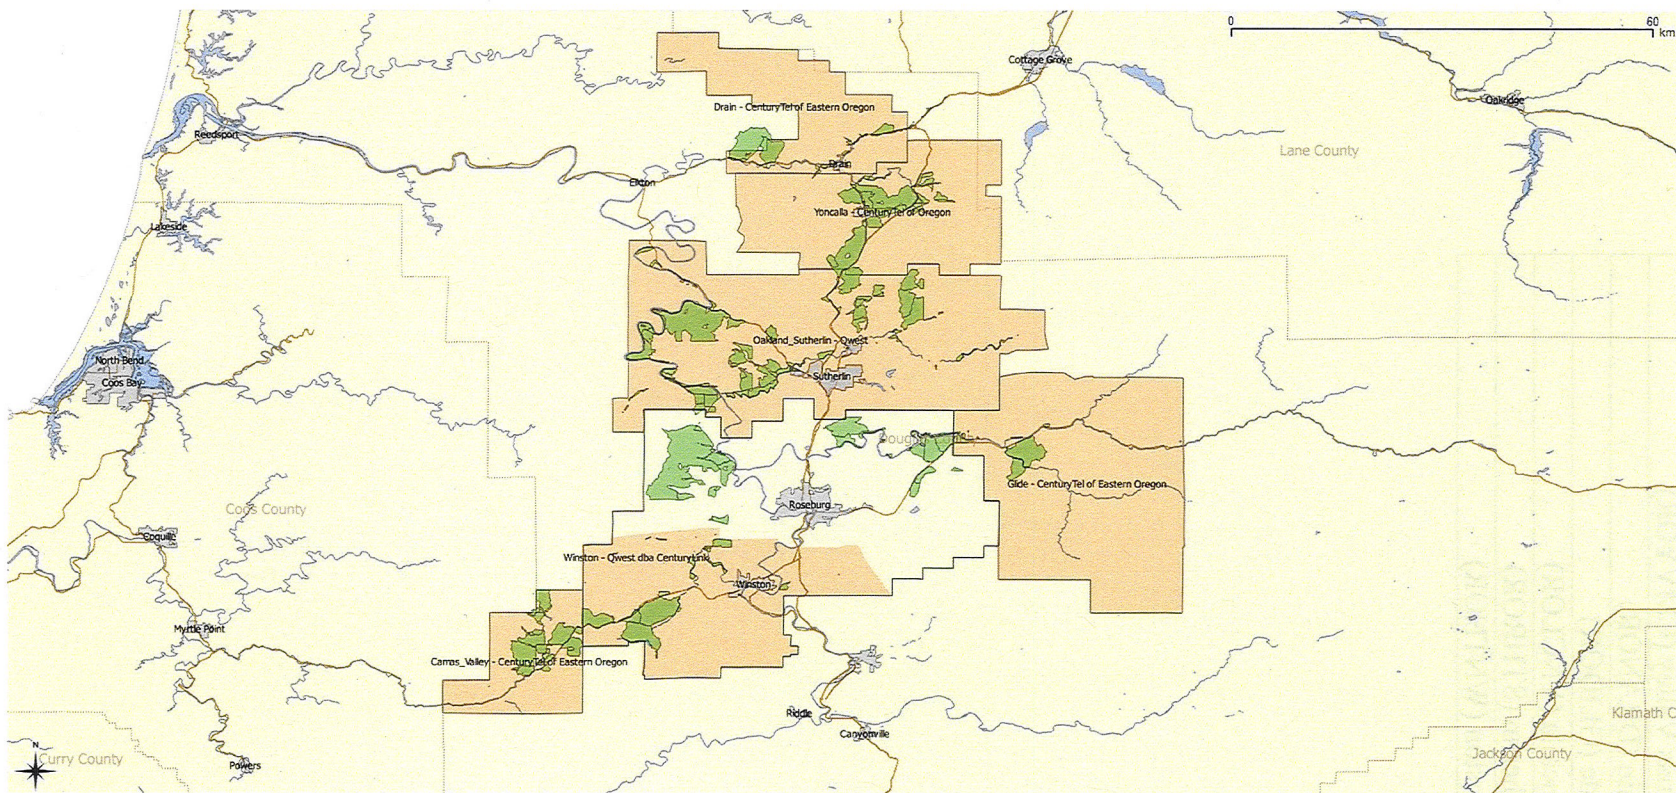 0 60
km
Cottage Grove
Oakridge
Drain - CenturyTel of Eastern Oregon
Reedsport
Lane County
Drain
Elkton
Yoncalla - CenturyTel of Oregon
Lakeside
Oakland_Sutherlin - Qwest
North Bend
Sutherlin
Coos Bay
Douglas County
Glide - CenturyTel of Eastern Oregon
Roseburg
Coos County
Coquille
Winston - Qwest dba CenturyLink
Winston
Myrtle Point
Camas_Valley - CenturyTel of Eastern Oregon
Riddle
Klamath C
Canyonville
N
Curry County
Jackson County
Powers